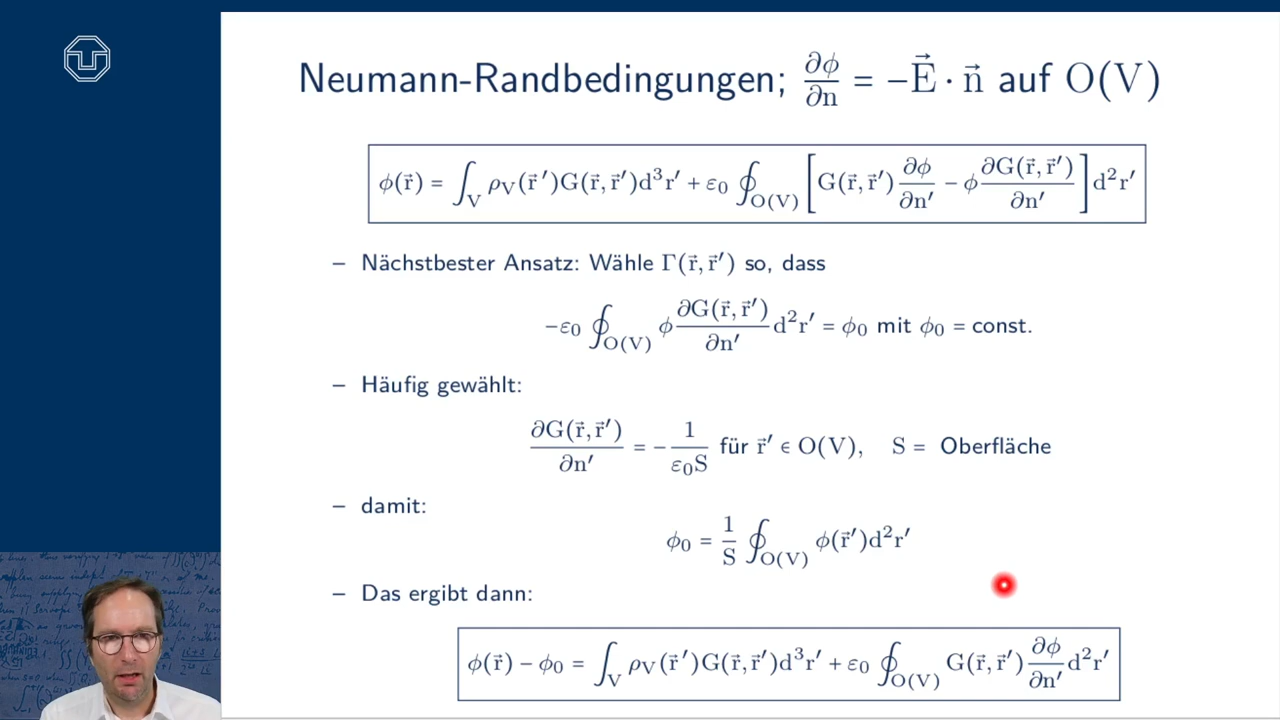 Neumann-Randbedingungen; ∂ϕ/∂n = −E⃗ · n⃗ auf O(V)
ϕ(r⃗) = ∫_V ρ_V(r⃗′)G(r⃗,r⃗′)d³r′ + ε₀ ∮_O(V) [G(r⃗,r⃗′) ∂ϕ/∂n′ − ϕ ∂G(r⃗,r⃗′)/∂n′] d²r′
– Nächstbester Ansatz: Wähle Γ(r⃗,r⃗′) so, dass
−ε₀ ∮_O(V) ϕ ∂G(r⃗,r⃗′)/∂n′ d²r′ = ϕ₀ mit ϕ₀ = const.
– Häufig gewählt:
∂G(r⃗,r⃗′)/∂n′ = − 1/ε₀S für r⃗′ ∈ O(V), S = Oberfläche
– damit:
ϕ₀ = 1/S ∮_O(V) ϕ(r⃗′)d²r′
– Das ergibt dann:
ϕ(r⃗) − ϕ₀ = ∫_V ρ_V(r⃗′)G(r⃗,r⃗′)d³r′ + ε₀ ∮_O(V) G(r⃗,r⃗′) ∂ϕ/∂n′ d²r′